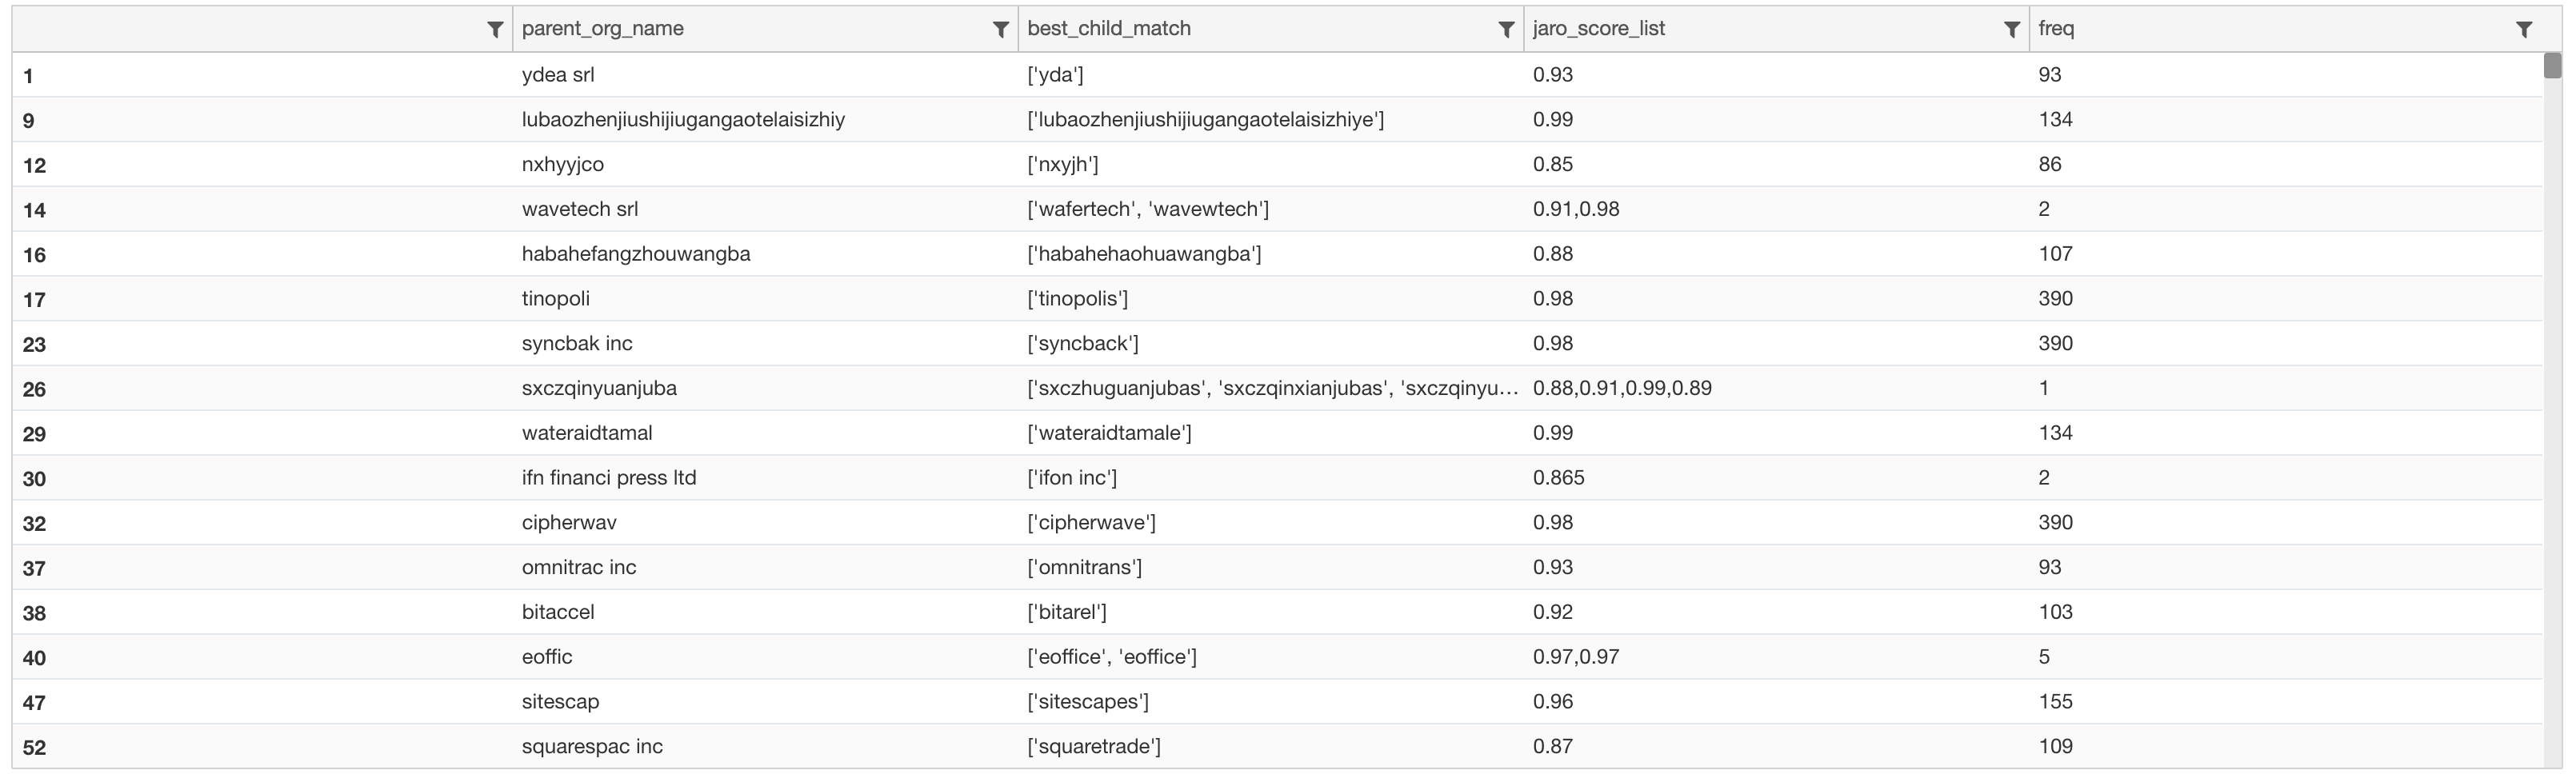 parent_org_name best_child_match jaro_score_list freq
1 ydea srl ['yda'] 0.93 93
9 lubaozhenjiushijiugangaotelaisizhiy ['lubaozhenjiushijiugangaotelaisizhiye'] 0.99 134
12 nxhyyjco ['nxyjh'] 0.85 86
14 wavetech srl ['wafertech', 'wavewtech'] 0.91,0.98 2
16 habahefangzhouwangba ['habahehaohuawangba'] 0.88 107
17 tinopoli ['tinopolis'] 0.98 390
23 syncbak inc ['syncback'] 0.98 390
26 sxczqinyuanjuba ['sxczhuguanjubas', 'sxczqinxianjubas', 'sxczqinyu… 0.88,0.91,0.99,0.89 1
29 wateraidtamal ['wateraidtamale'] 0.99 134
30 ifn financi press ltd ['ifon inc'] 0.865 2
32 cipherwav ['cipherwave'] 0.98 390
37 omnitrac inc ['omnitrans'] 0.93 93
38 bitaccel ['bitarel'] 0.92 103
40 eoffic ['eoffice', 'eoffice'] 0.97,0.97 5
47 sitescap ['sitescapes'] 0.96 155
52 squarespac inc ['squaretrade'] 0.87 109